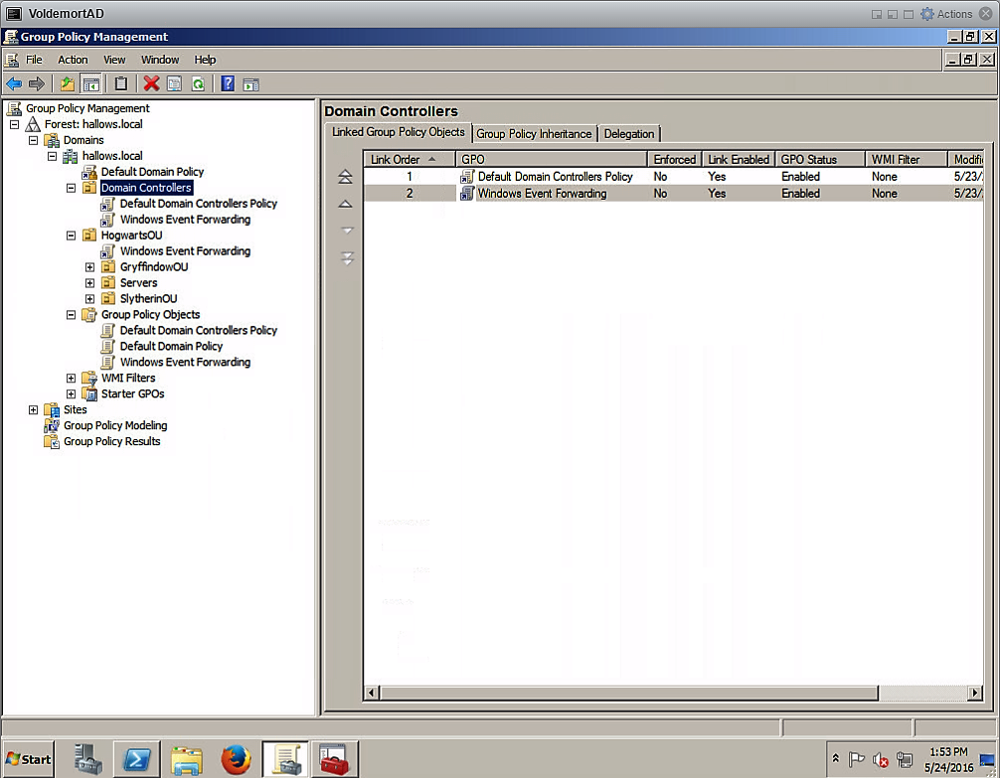 VoldemortAD
Actions
Group Policy Management
File Action View Window Help
Group Policy Management
Forest: hallows.local
Domains
hallows.local
Default Domain Policy
Domain Controllers
Default Domain Controllers Policy
Windows Event Forwarding
HogwartsOU
Windows Event Forwarding
GryffindowOU
Servers
SlytherinOU
Group Policy Objects
Default Domain Controllers Policy
Default Domain Policy
Windows Event Forwarding
WMI Filters
Starter GPOs
Sites
Group Policy Modeling
Group Policy Results
Domain Controllers
Linked Group Policy Objects Group Policy Inheritance Delegation
Link Order GPO Enforced Link Enabled GPO Status WMI Filter Modifi
1 Default Domain Controllers Policy No Yes Enabled None 5/23/
2 Windows Event Forwarding No Yes Enabled None 5/23/
Start
1:53 PM
5/24/2016